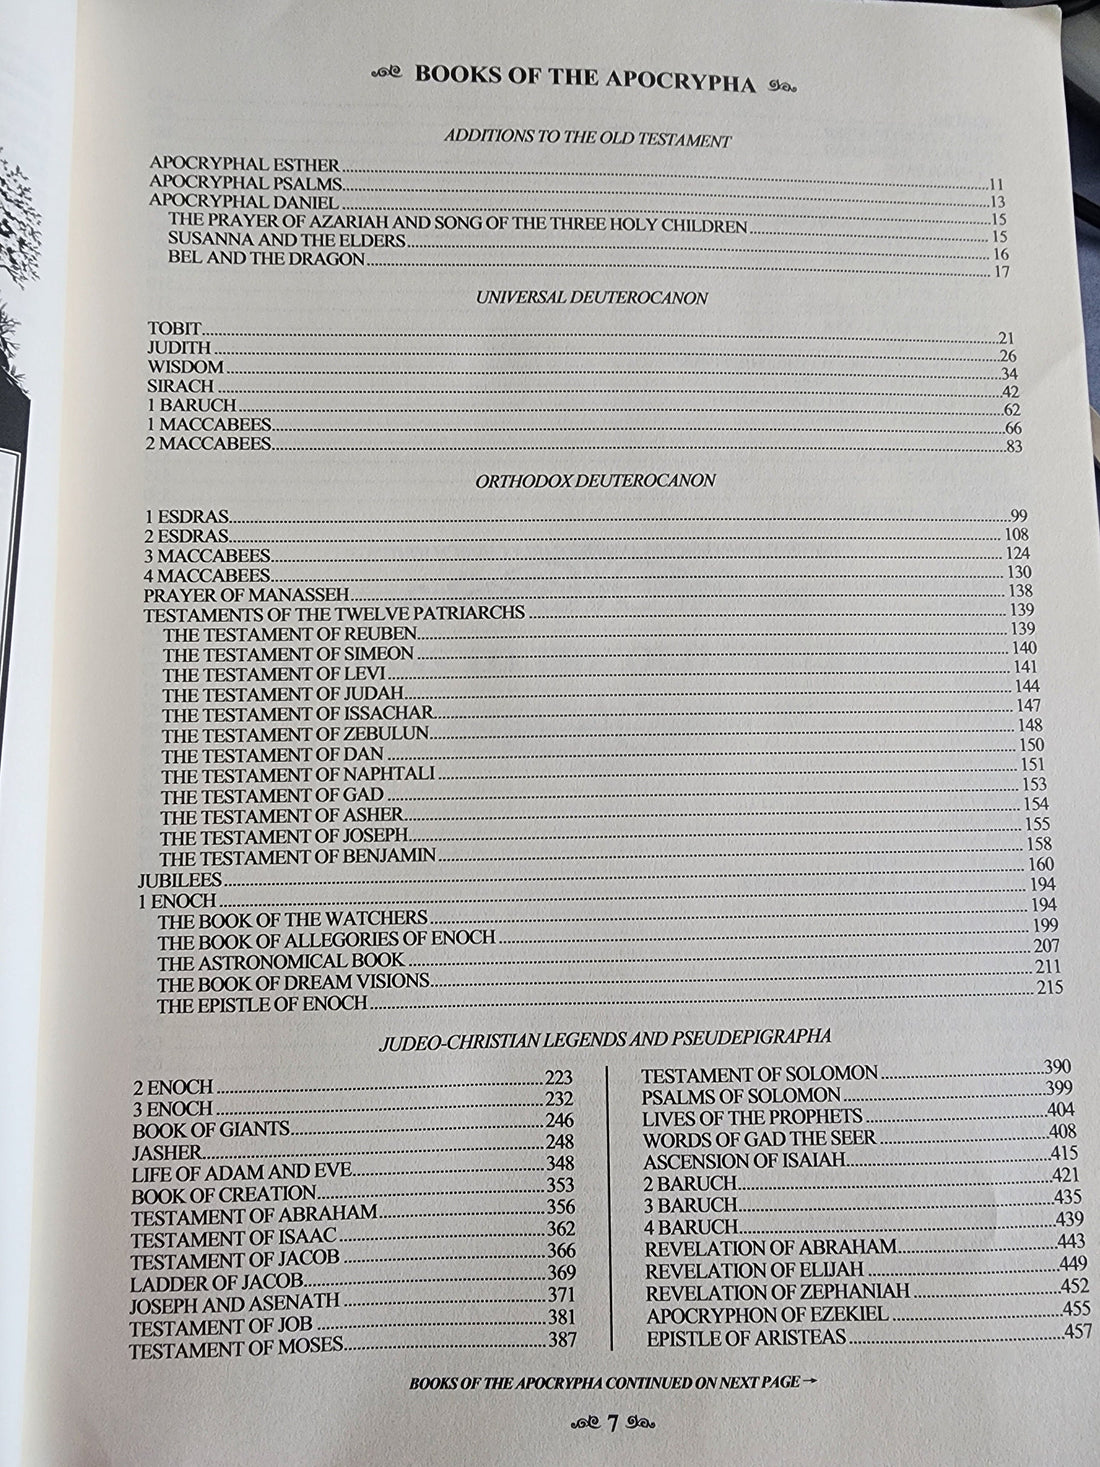 BOOKS OF THE APOCRYPHA
ADDITIONS TO THE OLD TESTAMENT
APOCRYPHAL ESTHER 11
APOCRYPHAL PSALMS 13
APOCRYPHAL DANIEL 15
THE PRAYER OF AZARIAH AND SONG OF THE THREE HOLY CHILDREN 15
SUSANNA AND THE ELDERS 16
BEL AND THE DRAGON 17
UNIVERSAL DEUTEROCANON
TOBIT 21
JUDITH 26
WISDOM 34
SIRACH 42
1 BARUCH 62
1 MACCABEES 66
2 MACCABEES 83
ORTHODOX DEUTEROCANON
1 ESDRAS 99
2 ESDRAS 108
3 MACCABEES 124
4 MACCABEES 130
PRAYER OF MANASSEH 138
TESTAMENTS OF THE TWELVE PATRIARCHS 139
THE TESTAMENT OF REUBEN 139
THE TESTAMENT OF SIMEON 140
THE TESTAMENT OF LEVI 141
THE TESTAMENT OF JUDAH 144
THE TESTAMENT OF ISSACHAR 147
THE TESTAMENT OF ZEBULUN 148
THE TESTAMENT OF DAN 150
THE TESTAMENT OF NAPHTALI 151
THE TESTAMENT OF GAD 153
THE TESTAMENT OF ASHER 154
THE TESTAMENT OF JOSEPH 155
THE TESTAMENT OF BENJAMIN 158
JUBILEES 160
1 ENOCH 194
THE BOOK OF THE WATCHERS 194
THE BOOK OF ALLEGORIES OF ENOCH 199
THE ASTRONOMICAL BOOK 207
THE BOOK OF DREAM VISIONS 211
THE EPISTLE OF ENOCH 215
JUDEO-CHRISTIAN LEGENDS AND PSEUDEPIGRAPHA
2 ENOCH 223
3 ENOCH 232
BOOK OF GIANTS 246
JASHER 248
LIFE OF ADAM AND EVE 348
BOOK OF CREATION 353
TESTAMENT OF ABRAHAM 356
TESTAMENT OF ISAAC 362
TESTAMENT OF JACOB 366
LADDER OF JACOB 369
JOSEPH AND ASENATH 371
TESTAMENT OF JOB 381
TESTAMENT OF MOSES 387
TESTAMENT OF SOLOMON 390
PSALMS OF SOLOMON 399
LIVES OF THE PROPHETS 404
WORDS OF GAD THE SEER 408
ASCENSION OF ISAIAH 415
2 BARUCH 421
3 BARUCH 435
4 BARUCH 439
REVELATION OF ABRAHAM 443
REVELATION OF ELIJAH 449
REVELATION OF ZEPHANIAH 452
APOCRYPHON OF EZEKIEL 455
EPISTLE OF ARISTEAS 457
BOOKS OF THE APOCRYPHA CONTINUED ON NEXT PAGE →
7